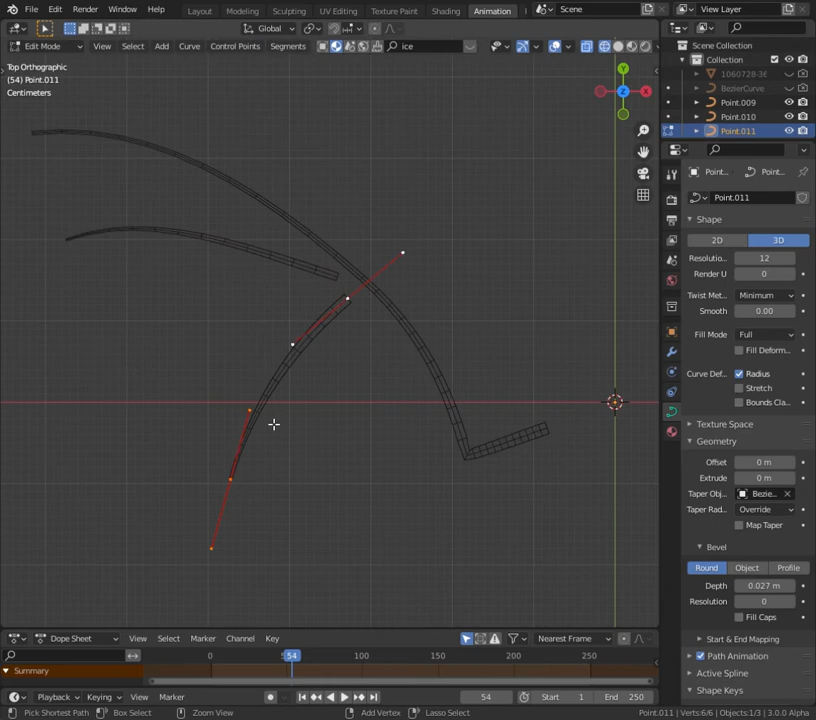 File Edit Render Window Help
Layout Modeling Sculpting UV Editing Texture Paint Shading Animation
Scene
View Layer
Global
Edit Mode View Select Add Curve Control Points Segments
ice
Top Orthographic
(54) Point.011
Centimeters
Y
X
Z
Scene Collection
Collection
1060728-3
BezierCurve
Point.009
Point.010
Point.011
Point... Point...
Point.011
Shape
2D 3D
Resolutio... 12
Render U 0
Twist Met... Minimum
Smooth 0.00
Fill Mode Full
Fill Deform...
Curve Def... Radius
Stretch
Bounds Cla...
Texture Space
Geometry
Offset 0 m
Extrude 0 m
Taper Obj... Bezie...
Taper Rad... Override
Map Taper
Bevel
Round Object Profile
Depth 0.027 m
Resolution 0
Fill Caps
Start & End Mapping
Path Animation
Active Spline
Shape Keys
Dope Sheet View Select Marker Channel Key
Nearest Frame
0 54 100 150 200 250
Summary
Playback Keying View Marker
54 Start 1 End 250
Pick Shortest Path Box Select Zoom View Add Vertex Lasso Select
Point.011 | Verts:6/6 | Objects:1/3 | 3.0.0 Alpha